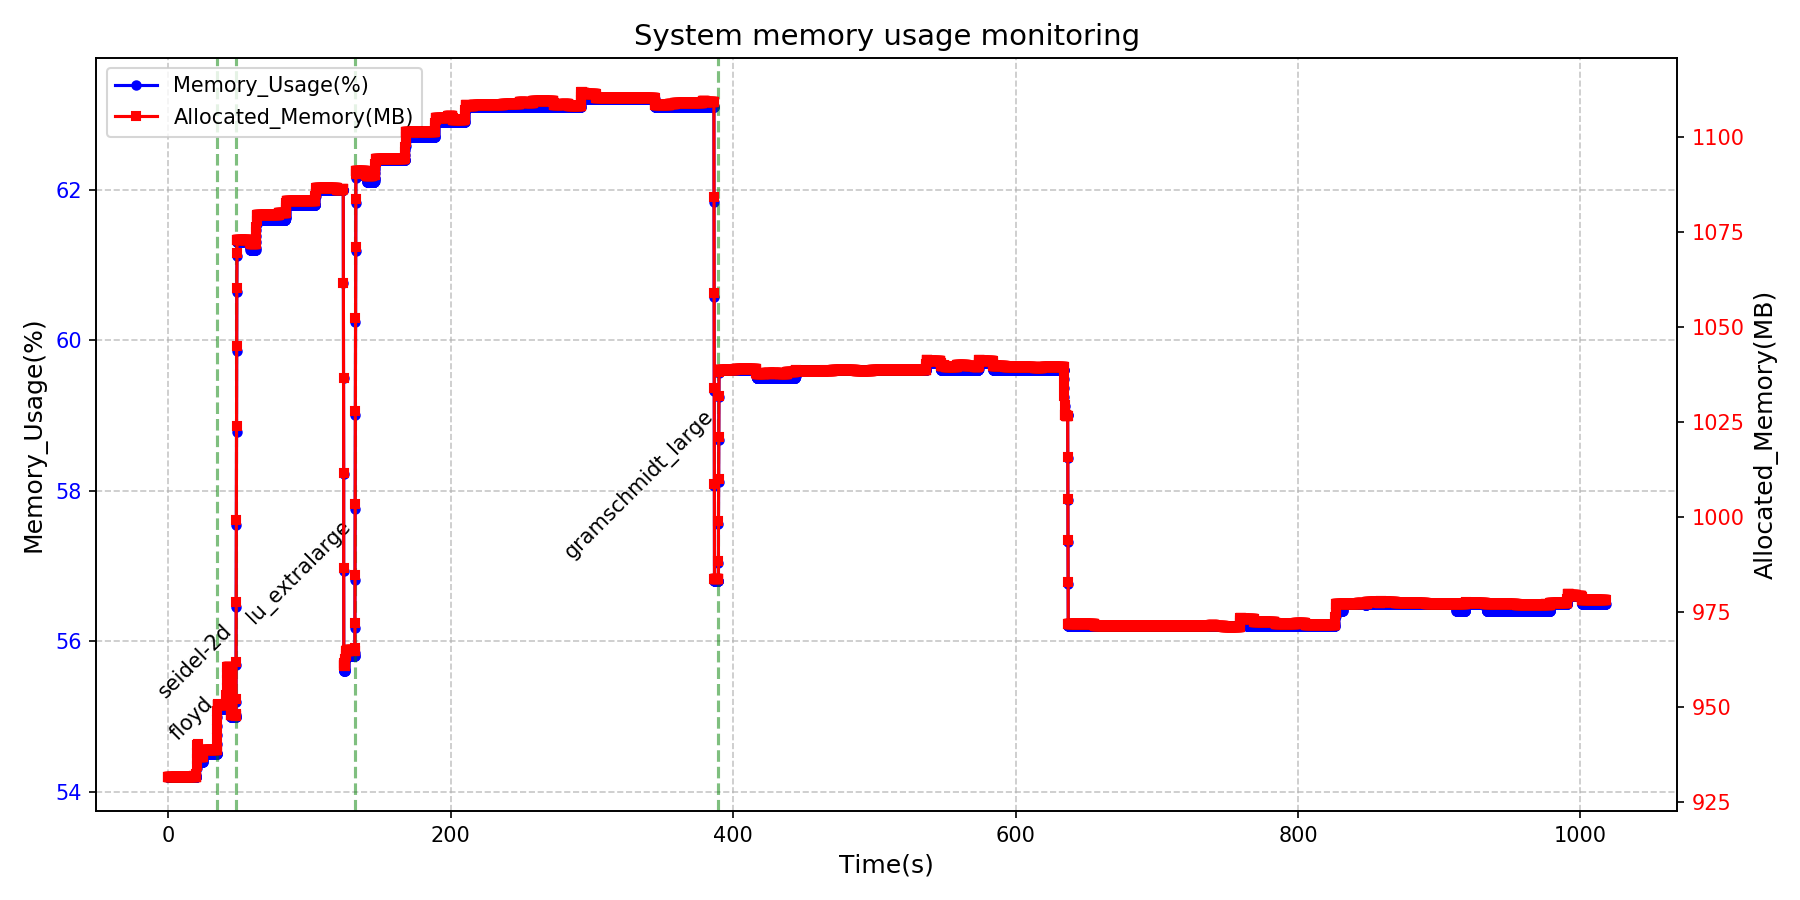 System memory usage monitoring
Memory_Usage(%)
Allocated_Memory(MB)
Memory_Usage(%)
62
60
58
56
54
1100
1075
1050
1025
1000
975
950
925
Allocated_Memory(MB)
floyd
seidel-2d
lu_extralarge
gramschmidt_large
0
200
400
600
800
1000
Time(s)